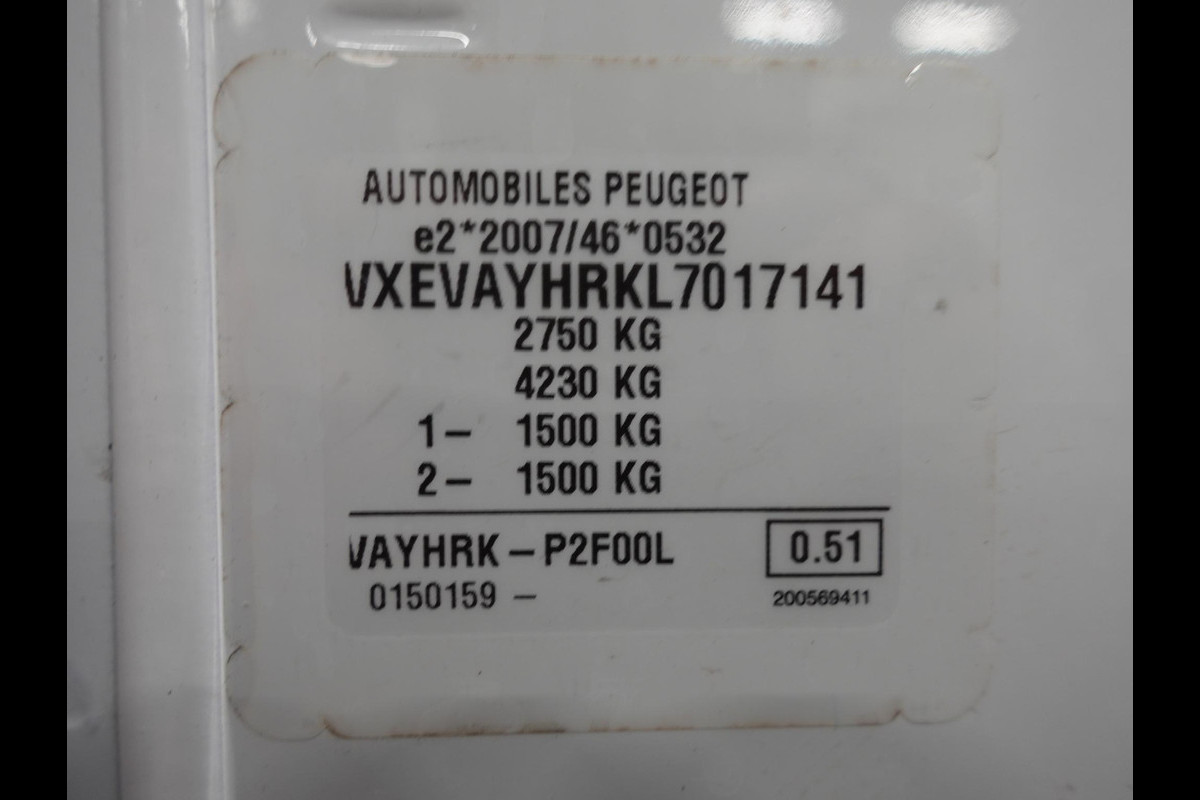 AUTOMOBILES PEUGEOT
e2*2007/46*0532
VXEVAYHRKL7017141
2750 KG
4230 KG
1– 1500 KG
2– 1500 KG
VAYHRK – P2F00L 0.51
0150159 – 200569411